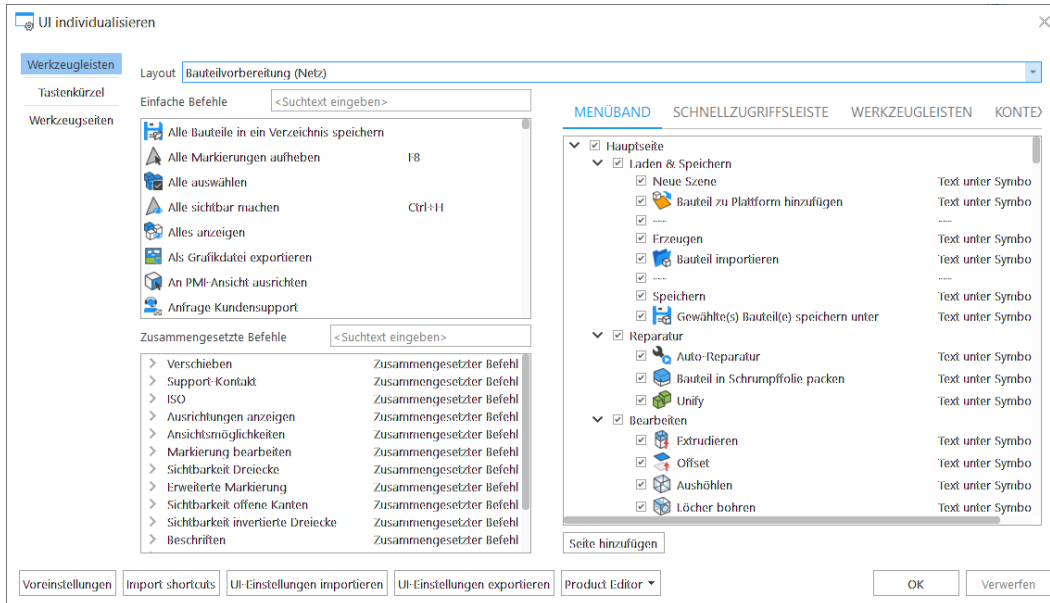 UI individualisieren
Werkzeugleisten
Tastenkürzel
Werkzeugseiten
Layout Bauteilvorbereitung (Netz)
Einfache Befehle <Suchtext eingeben>
Alle Bauteile in ein Verzeichnis speichern
Alle Markierungen aufheben F8
Alle auswählen
Alle sichtbar machen Ctrl+H
Alles anzeigen
Als Grafikdatei exportieren
An PMI-Ansicht ausrichten
Anfrage Kundensupport
Zusammengesetzte Befehle <Suchtext eingeben>
Verschieben Zusammengesetzter Befehl
Support-Kontakt Zusammengesetzter Befehl
ISO Zusammengesetzter Befehl
Ausrichtungen anzeigen Zusammengesetzter Befehl
Ansichtsmöglichkeiten Zusammengesetzter Befehl
Markierung bearbeiten Zusammengesetzter Befehl
Sichtbarkeit Dreiecke Zusammengesetzter Befehl
Erweiterte Markierung Zusammengesetzter Befehl
Sichtbarkeit offene Kanten Zusammengesetzter Befehl
Sichtbarkeit invertierte Dreiecke Zusammengesetzter Befehl
Beschriften Zusammengesetzter Befehl
MENÜBAND SCHNELLZUGRIFFSLEISTE WERKZEUGLEISTEN KONTEX
Hauptseite
Laden & Speichern
Neue Szene Text unter Symbo
Bauteil zu Plattform hinzufügen Text unter Symbo
--- ---
Erzeugen Text unter Symbo
Bauteil importieren Text unter Symbo
--- ---
Speichern Text unter Symbo
Gewählte(s) Bauteil(e) speichern unter Text unter Symbo
Reparatur
Auto-Reparatur Text unter Symbo
Bauteil in Schrumpffolie packen Text unter Symbo
Unify Text unter Symbo
Bearbeiten
Extrudieren Text unter Symbo
Offset Text unter Symbo
Aushöhlen Text unter Symbo
Löcher bohren Text unter Symbo
Seite hinzufügen
Voreinstellungen Import shortcuts UI-Einstellungen importieren UI-Einstellungen exportieren Product Editor OK Verwerfen